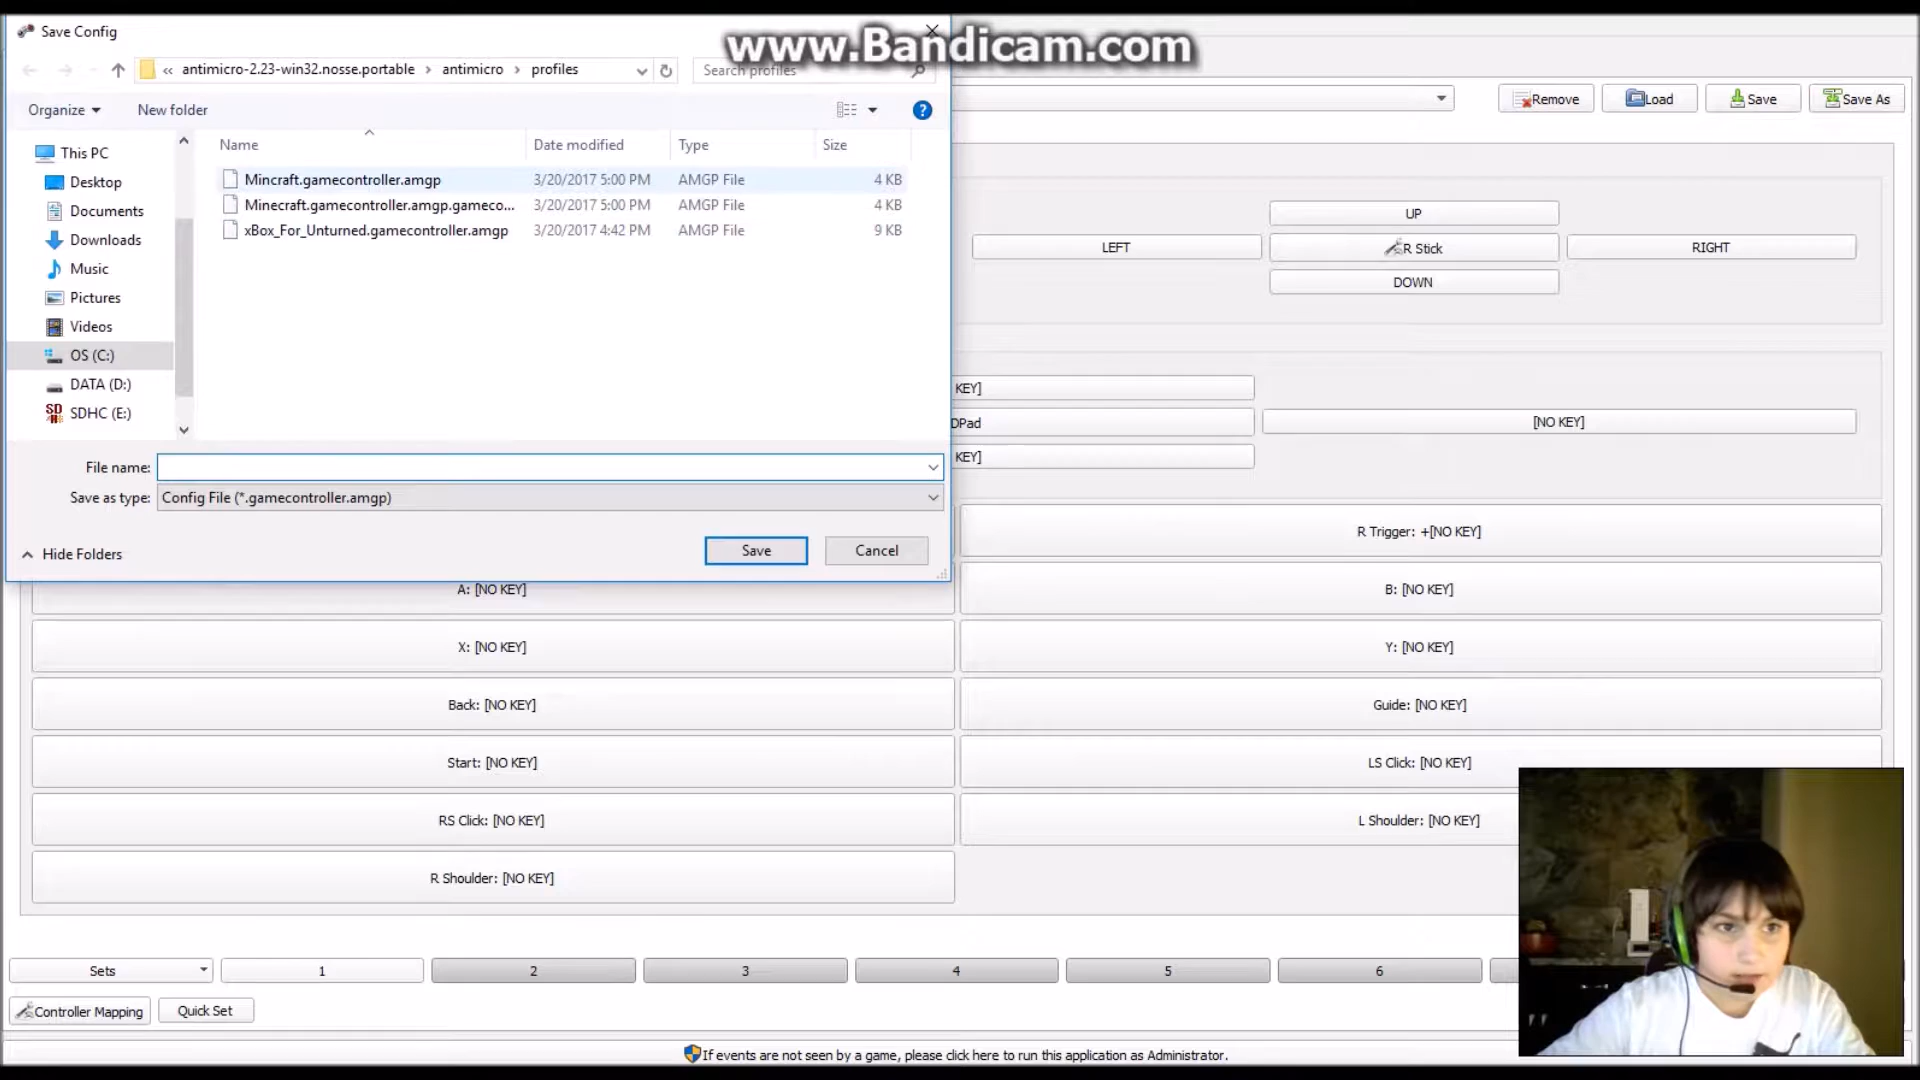 Save Config
www.Bandicam.com
« antimicro-2.23-win32.nosse.portable > antimicro > profiles
Search profiles
Organize
New folder
?
Remove
Load
Save
Save As
Name
Date modified
Type
Size
This PC
Desktop
Documents
Downloads
Music
Pictures
Videos
OS (C:)
DATA (D:)
SDHC (E:)
Mincraft.gamecontroller.amgp 3/20/2017 5:00 PM AMGP File 4 KB
Minecraft.gamecontroller.amgp.gameco... 3/20/2017 5:00 PM AMGP File 4 KB
xBox_For_Unturned.gamecontroller.amgp 3/20/2017 4:42 PM AMGP File 9 KB
UP
LEFT
R Stick
RIGHT
DOWN
KEY]
DPad
[NO KEY]
KEY]
File name:
Save as type: Config File (*.gamecontroller.amgp)
Hide Folders
Save
Cancel
R Trigger: +[NO KEY]
A: [NO KEY]
B: [NO KEY]
X: [NO KEY]
Y: [NO KEY]
Back: [NO KEY]
Guide: [NO KEY]
Start: [NO KEY]
LS Click: [NO KEY]
RS Click: [NO KEY]
L Shoulder: [NO KEY]
R Shoulder: [NO KEY]
Sets
1
2
3
4
5
6
Controller Mapping
Quick Set
If events are not seen by a game, please click here to run this application as Administrator.